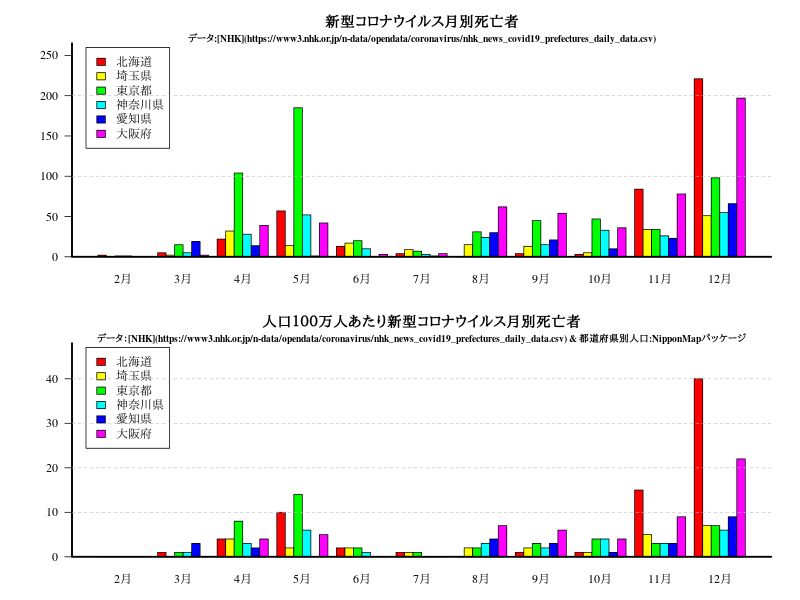 新型コロナウイルス月別死亡者
データ:[NHK](https://www3.nhk.or.jp/n-data/opendata/coronavirus/nhk_news_covid19_prefectures_daily_data.csv)
250
200
150
100
50
0
北海道
埼玉県
東京都
神奈川県
愛知県
大阪府
2月 3月 4月 5月 6月 7月 8月 9月 10月 11月 12月
人口100万人あたり新型コロナウイルス月別死亡者
データ:[NHK](https://www3.nhk.or.jp/n-data/opendata/coronavirus/nhk_news_covid19_prefectures_daily_data.csv) & 都道府県別人口:NipponMapパッケージ
40
30
20
10
0
北海道
埼玉県
東京都
神奈川県
愛知県
大阪府
2月 3月 4月 5月 6月 7月 8月 9月 10月 11月 12月